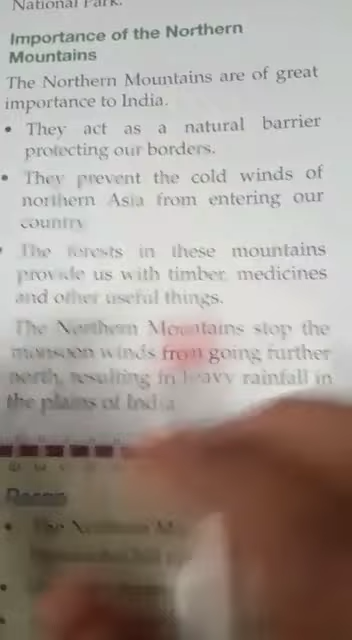 National Park.
Importance of the Northern
Mountains
The Northern Mountains are of great
importance to India.
• They act as a natural barrier
protecting our borders.
• They prevent the cold winds of
northern Asia from entering our
country
The forests in these mountains
provide us with timber, medicines
and other useful things.
The Northern Mountains stop the
monsoon winds from going further
north, resulting in heavy rainfall in
the plains of India
• The